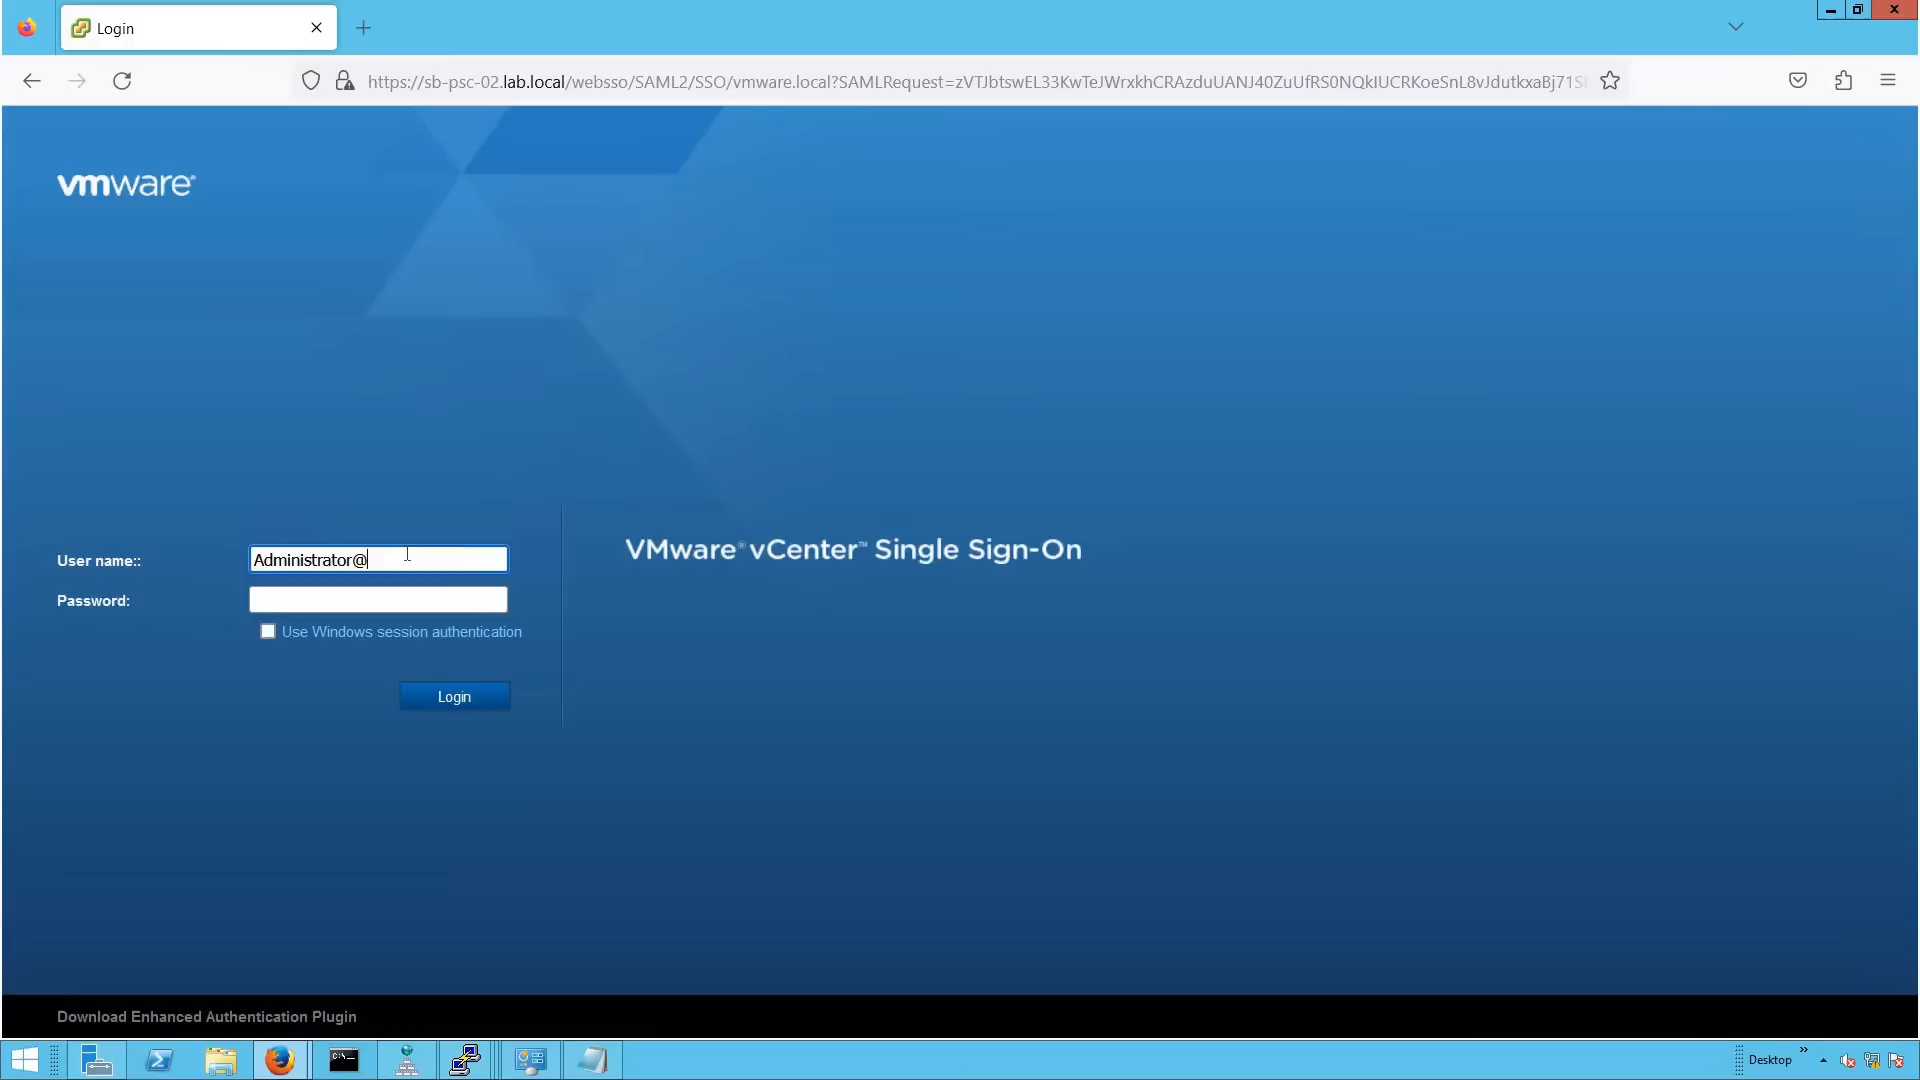 Login
https://sb-psc-02.lab.local/websso/SAML2/SSO/vmware.local?SAMLRequest=zVTJbtswEL33KwTeJWrxkhCRAzduUANJ40ZuUfRS0NQkIUCRKoeSnL8vJdutkxaBj71S
vmware®
User name::
Administrator@
VMware® vCenter™ Single Sign-On
Password:
Use Windows session authentication
Login
Download Enhanced Authentication Plugin
C:\_
Desktop